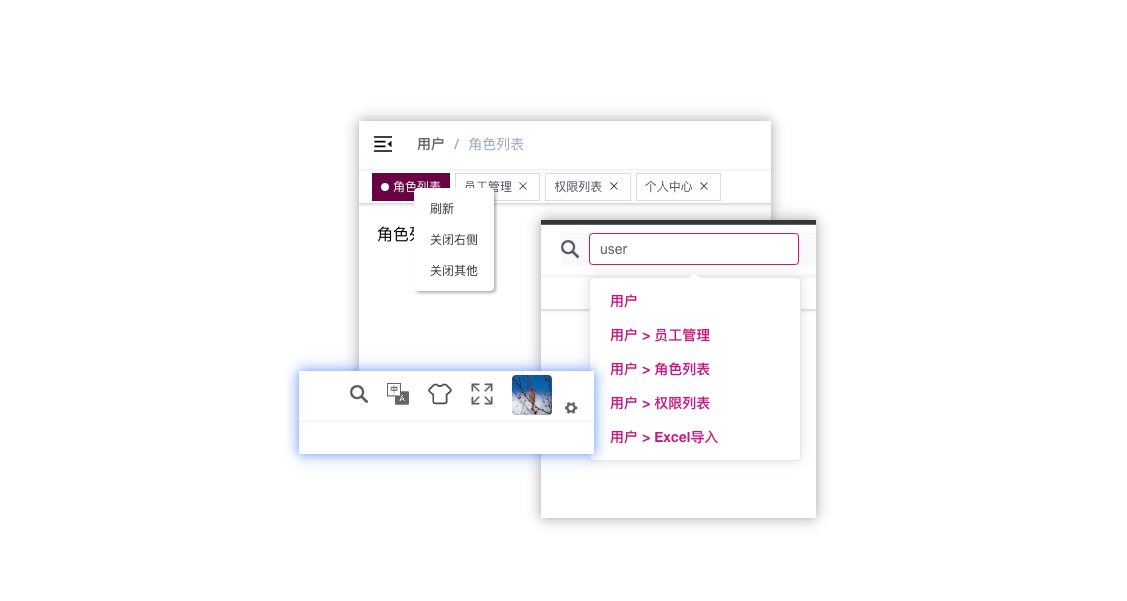 用户 / 角色列表
角色列表 员工管理 × 权限列表 × 个人中心 ×
刷新
角色列
关闭右侧
关闭其他
user
用户
用户 > 员工管理
用户 > 角色列表
用户 > 权限列表
用户 > Excel导入
中 A